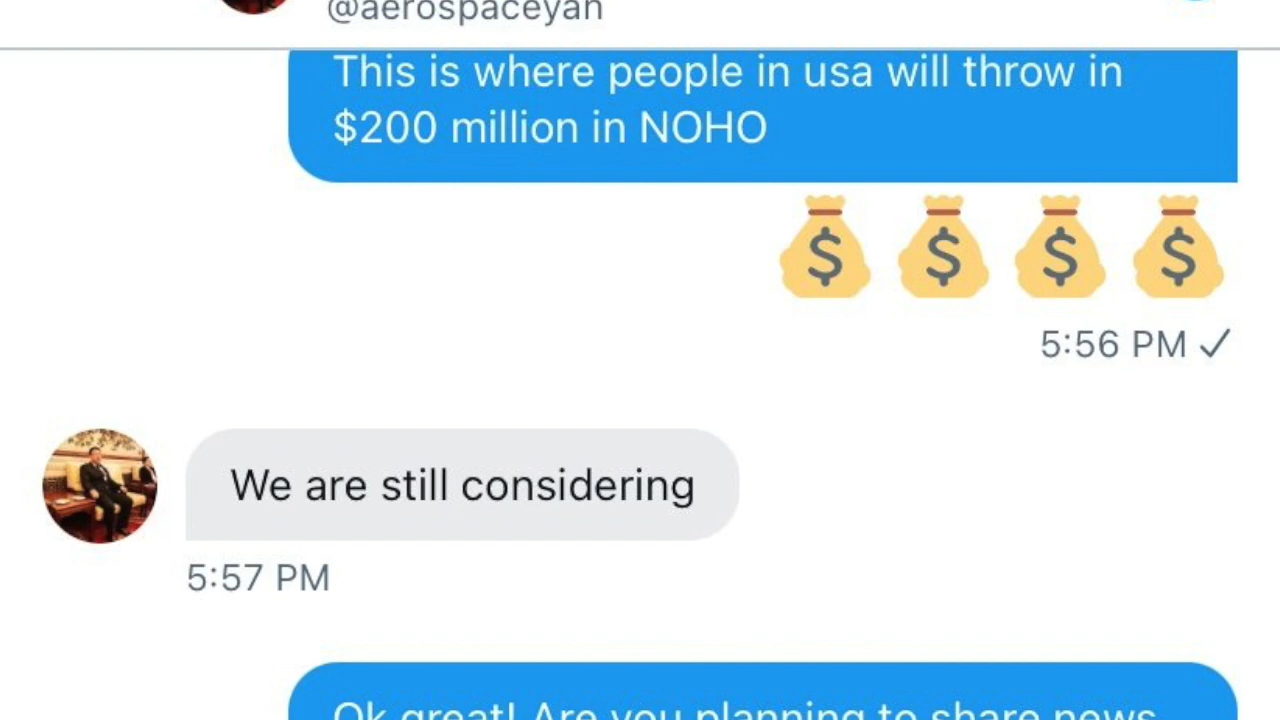 @aerospaceyan
This is where people in usa will throw in
$200 million in NOHO
5:56 PM ✓
We are still considering
5:57 PM
Ok great! Are you planning to share news